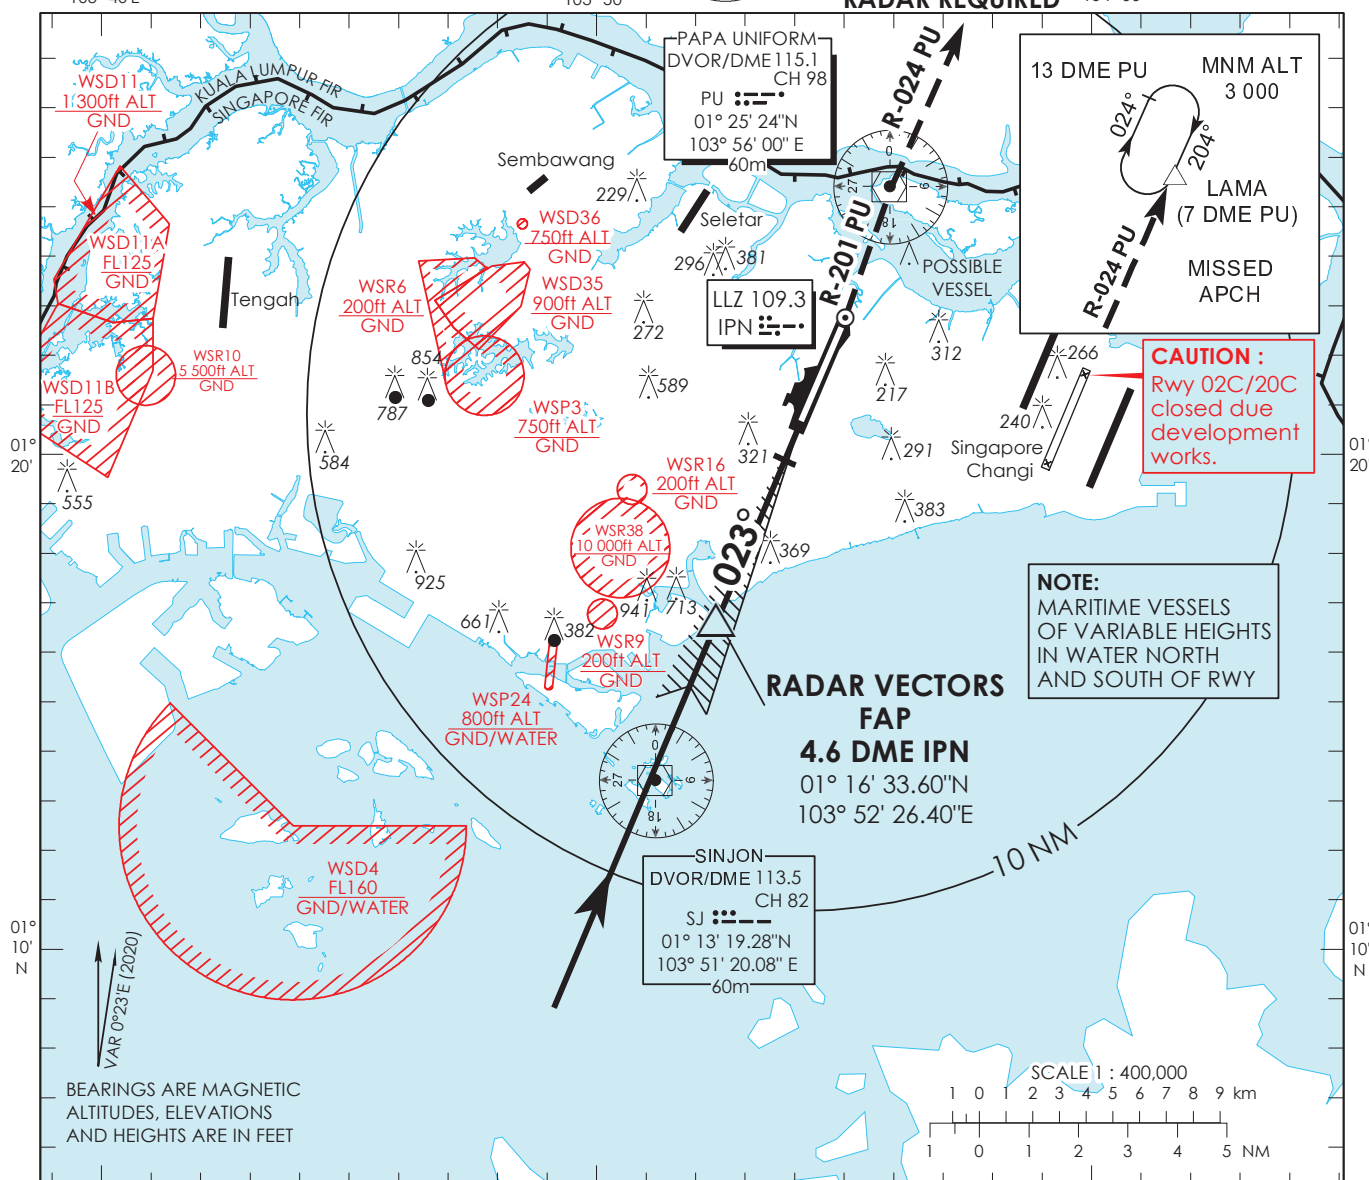 RADAR REQUIRED
KUALA LUMPUR FIR
SINGAPORE FIR
WSD11
1 300ft ALT
GND
WSD11A
FL125
GND
WSD11B
FL125
GND
WSR10
5 500ft ALT
GND
Tengah
555
584
787
854
925
661
382
Sembawang
229
WSD36
750ft ALT
GND
WSD35
900ft ALT
GND
WSR6
200ft ALT
GND
WSP3
750ft ALT
GND
PAPA UNIFORM
DVOR/DME 115.1
CH 98
PU
01° 25' 24"N
103° 56' 00" E
60m
Seletar
296
381
272
589
LLZ 109.3
IPN
R-201 PU
R-024 PU
0
9
18
27
POSSIBLE
VESSEL
312
217
291
321
383
369
13 DME PU
MNM ALT
3 000
024°
204°
LAMA
(7 DME PU)
R-024 PU
MISSED
APCH
266
240
Singapore
Changi
CAUTION :
Rwy 02C/20C
closed due
development
works.
01°
20'
01°
20'
WSR16
200ft ALT
GND
WSR38
10 000ft ALT
GND
941
713
WSR9
200ft ALT
GND
WSP24
800ft ALT
GND/WATER
023°
NOTE:
MARITIME VESSELS
OF VARIABLE HEIGHTS
IN WATER NORTH
AND SOUTH OF RWY
RADAR VECTORS
FAP
4.6 DME IPN
01° 16' 33.60"N
103° 52' 26.40"E
0
9
18
27
10 NM
SINJON
DVOR/DME 113.5
CH 82
SJ
01° 13' 19.28"N
103° 51' 20.08" E
60m
WSD4
FL160
GND/WATER
01°
10'
N
01°
10'
N
VAR 0°23'E (2020)
BEARINGS ARE MAGNETIC
ALTITUDES, ELEVATIONS
AND HEIGHTS ARE IN FEET
SCALE 1 : 400,000
1 0 1 2 3 4 5 6 7 8 9 km
1 0 1 2 3 4 5 NM